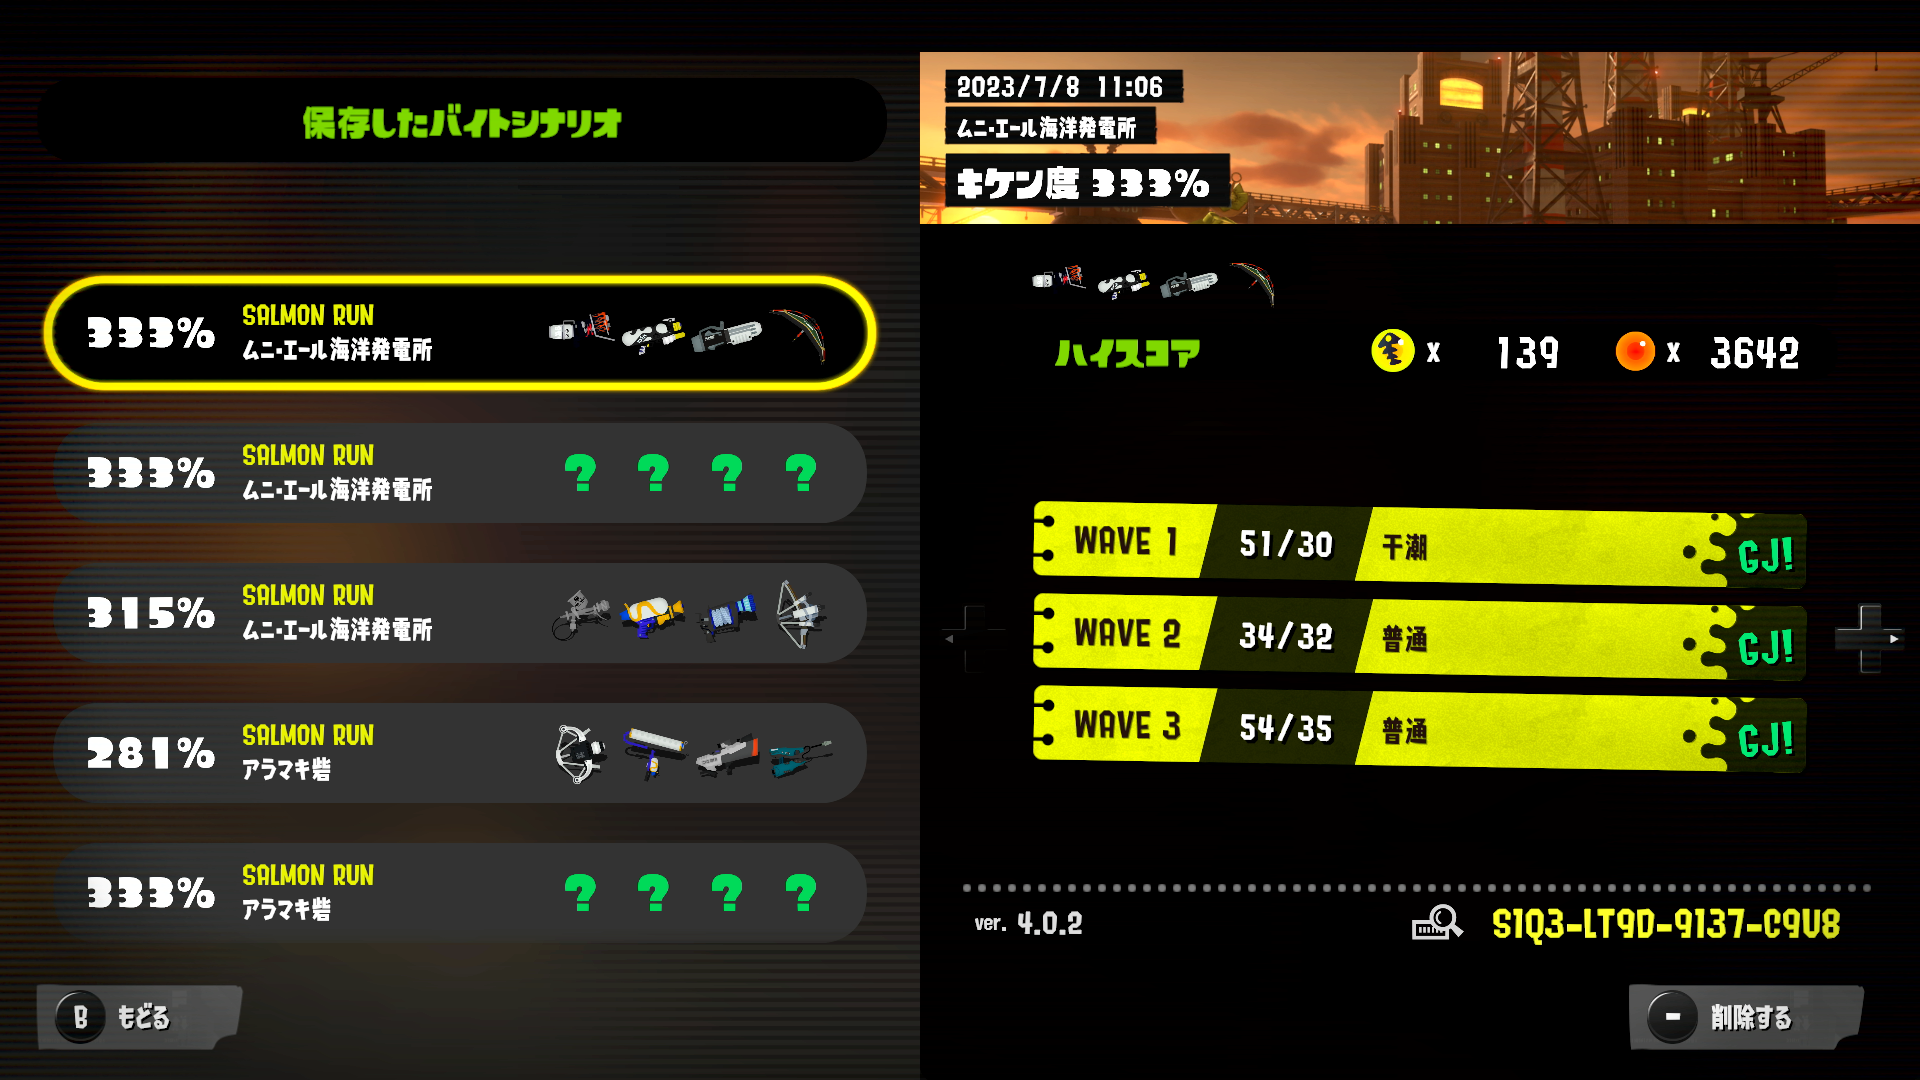 保存したバイトシナリオ
333%
SALMON RUN
ムニ・エール海洋発電所
333%
SALMON RUN
ムニ・エール海洋発電所
? ? ? ?
315%
SALMON RUN
ムニ・エール海洋発電所
281%
SALMON RUN
アラマキ砦
333%
SALMON RUN
アラマキ砦
? ? ? ?
B もどる
2023/7/8 11:06
ムニ・エール海洋発電所
キケン度 333%
ハイスコア x 139 x 3642
WAVE 1 51/30 干潮 GJ!
WAVE 2 34/32 普通 GJ!
WAVE 3 54/35 普通 GJ!
ver. 4.0.2
S1Q3-LT9D-9137-C9V8
- 削除する